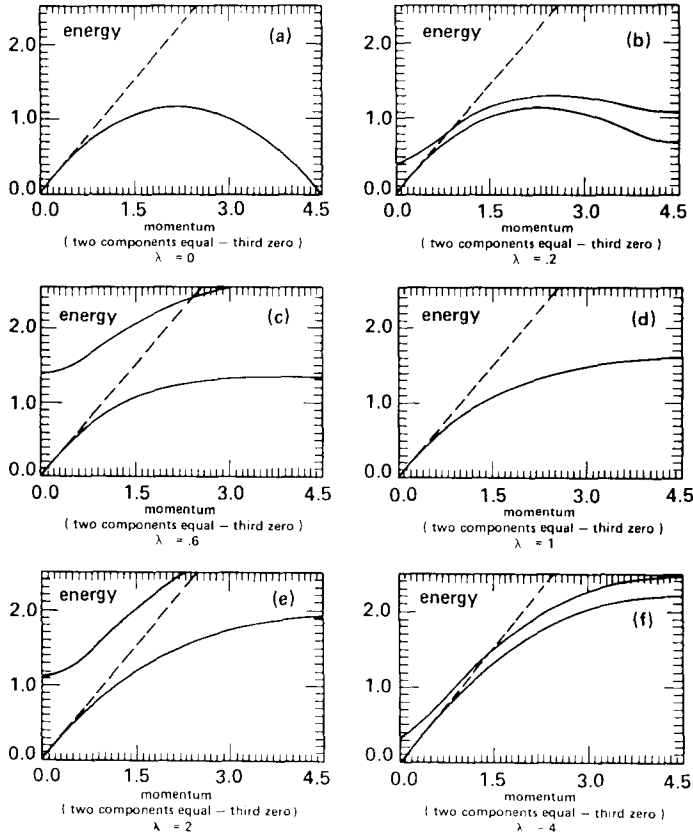 energy (a)
2.0
1.0
0.0
0.0 1.5 3.0 4.5
momentum
( two components equal – third zero )
λ = 0
energy (b)
2.0
1.0
0.0
0.0 1.5 3.0 4.5
momentum
( two components equal – third zero )
λ = .2
energy (c)
2.0
1.0
0.0
0.0 1.5 3.0 4.5
momentum
( two components equal – third zero )
λ = .6
energy (d)
2.0
1.0
0.0
0.0 1.5 3.0 4.5
momentum
( two components equal – third zero )
λ = 1
energy (e)
2.0
1.0
0.0
0.0 1.5 3.0 4.5
momentum
( two components equal – third zero )
λ = 2
energy (f)
2.0
1.0
0.0
0.0 1.5 3.0 4.5
momentum
( two components equal – third zero )
λ - 4